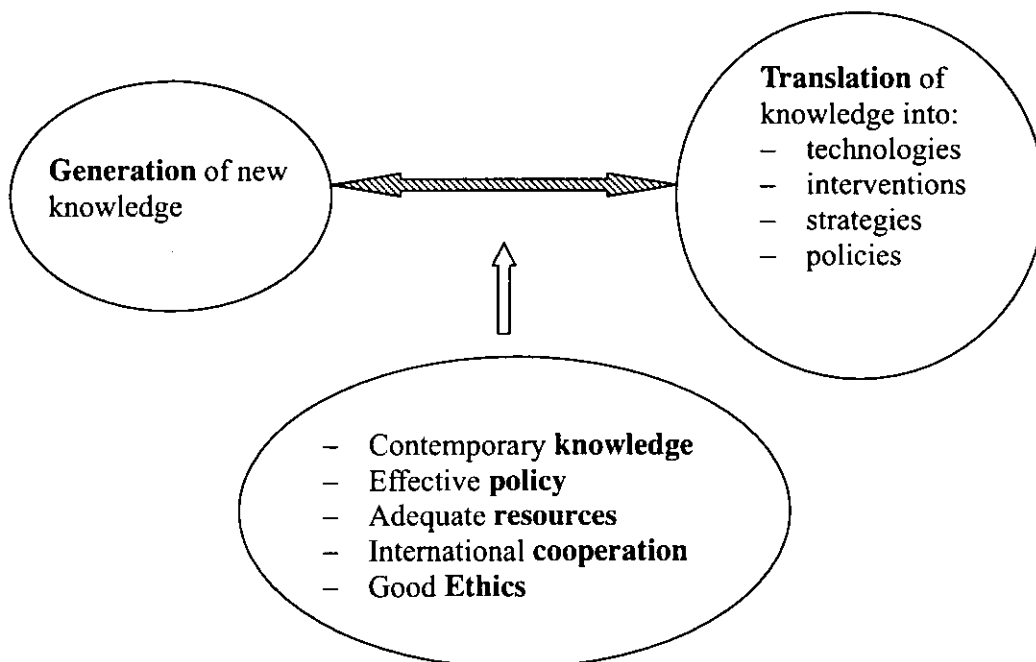 Generation of new
knowledge
Translation of
knowledge into:
– technologies
– interventions
– strategies
– policies
– Contemporary knowledge
– Effective policy
– Adequate resources
– International cooperation
– Good Ethics